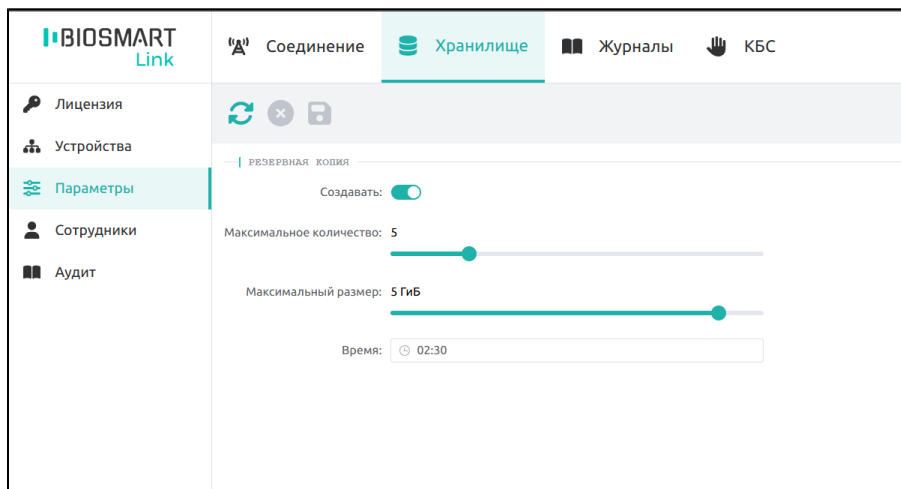 BIOSMART
Link
Соединение
Хранилище
Журналы
КБС
Лицензия
Устройства
Параметры
Сотрудники
Аудит
РЕЗЕРВНАЯ КОПИЯ
Создавать:
Максимальное количество: 5
Максимальный размер: 5 ГиБ
Время: 02:30